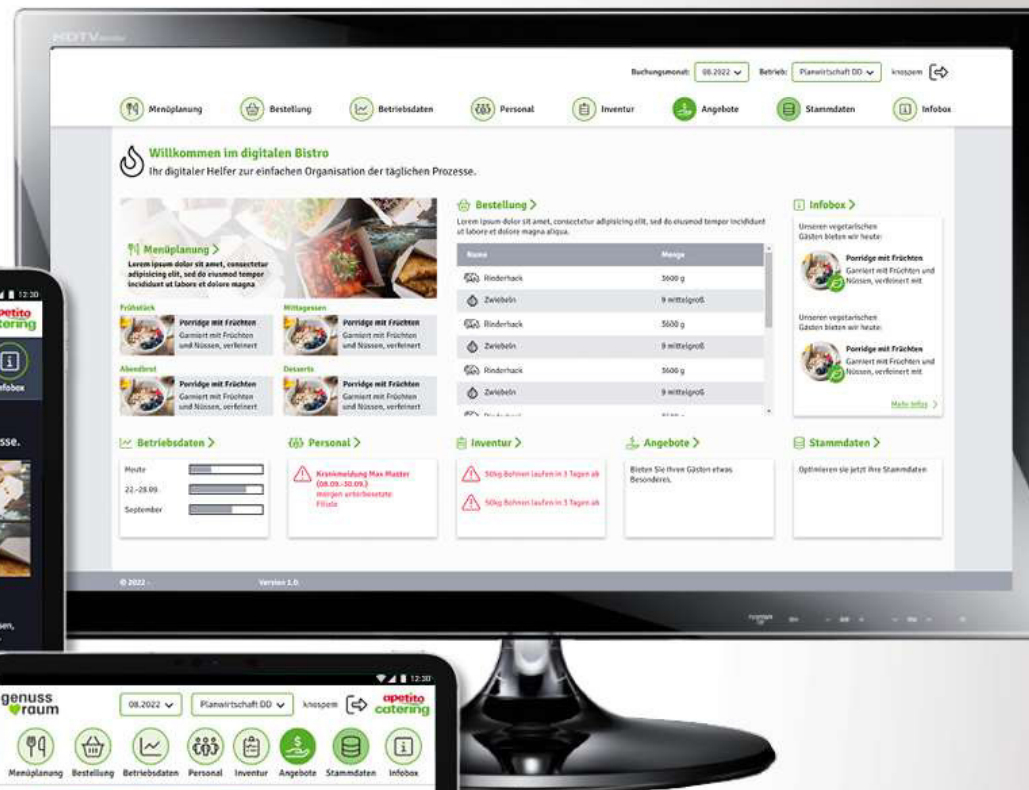 HDTV
Buchungsmonat: 08.2022 Betrieb: Planwirtschaft DD knospem
Menüplanung Bestellung Betriebsdaten Personal Inventur Angebote Stammdaten Infobox
Willkommen im digitalen Bistro
Ihr digitaler Helfer zur einfachen Organisation der täglichen Prozesse.
Menüplanung >
Lorem ipsum dolor sit amet, consectetur
adipisicing elit, sed do eiusmod tempor
incididunt ut labore et dolore magna
Frühstück
Porridge mit Früchten
Garniert mit Früchten
und Nüssen, verfeinert
Mittagessen
Porridge mit Früchten
Garniert mit Früchten
und Nüssen, verfeinert
Abendbrot
Porridge mit Früchten
Garniert mit Früchten
und Nüssen, verfeinert
Desserts
Porridge mit Früchten
Garniert mit Früchten
und Nüssen, verfeinert
Bestellung >
Lorem ipsum dolor sit amet, consectetur adipisicing elit, sed do eiusmod tempor incididunt
ut labore et dolore magna aliqua.
Name Menge
Rinderhack 3600 g
Zwiebeln 9 mittelgroß
Rinderhack 3600 g
Zwiebeln 9 mittelgroß
Rinderhack 3600 g
Zwiebeln 9 mittelgroß
Infobox >
Unseren vegetarischen
Gästen bieten wir heute:
Porridge mit Früchten
Garniert mit Früchten und
Nüssen, verfeinert mit
Unseren vegetarischen
Gästen bieten wir heute:
Porridge mit Früchten
Garniert mit Früchten und
Nüssen, verfeinert mit
Mehr Infos >
Betriebsdaten >
Heute
22.-28.09.
September
Personal >
Krankmeldung Max Muster
(08.09.-30.09.)
morgen unterbesetzte
Filiale
Inventur >
50kg Bohnen laufen in 3 Tagen ab
50kg Bohnen laufen in 3 Tagen ab
Angebote >
Bieten Sie Ihren Gästen etwas
Besonderes.
Stammdaten >
Optimieren sie jetzt Ihre Stammdaten
© 2022 - Version 1.0
12:30
petito
tering
nfobox
sse.
sen,
12:30
genuss
raum
08.2022 Planwirtschaft DD knospem
apetito
catering
Menüplanung Bestellung Betriebsdaten Personal Inventur Angebote Stammdaten Infobox